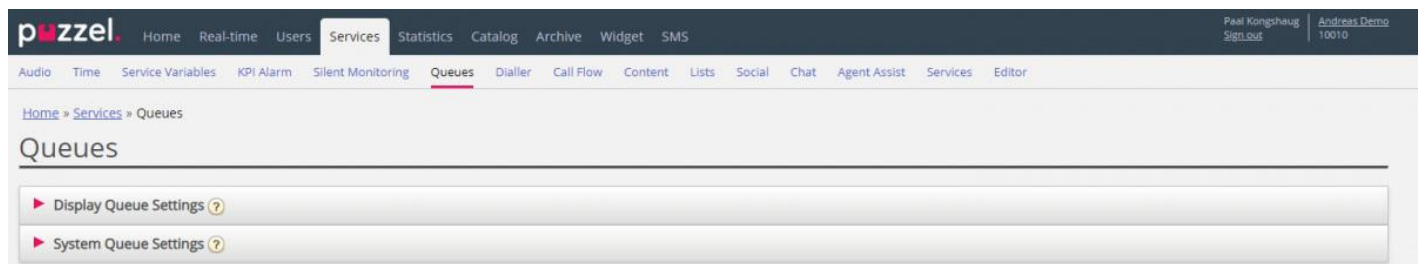 puzzel.
Home Real-time Users Services Statistics Catalog Archive Widget SMS
Paal Kongshaug Andreas Demo
Sign out 10010
Audio Time Service Variables KPI Alarm Silent Monitoring Queues Dialler Call Flow Content Lists Social Chat Agent Assist Services Editor
Home » Services » Queues
Queues
Display Queue Settings ?
System Queue Settings ?